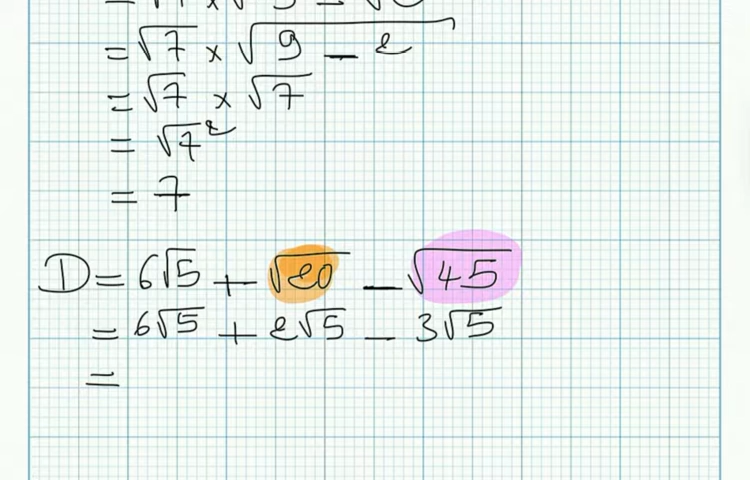 = √7 × √9 - 2
= √7 × √7
= √7²
= 7
D = 6√5 + √20 - √45
= 6√5 + 2√5 - 3√5
=